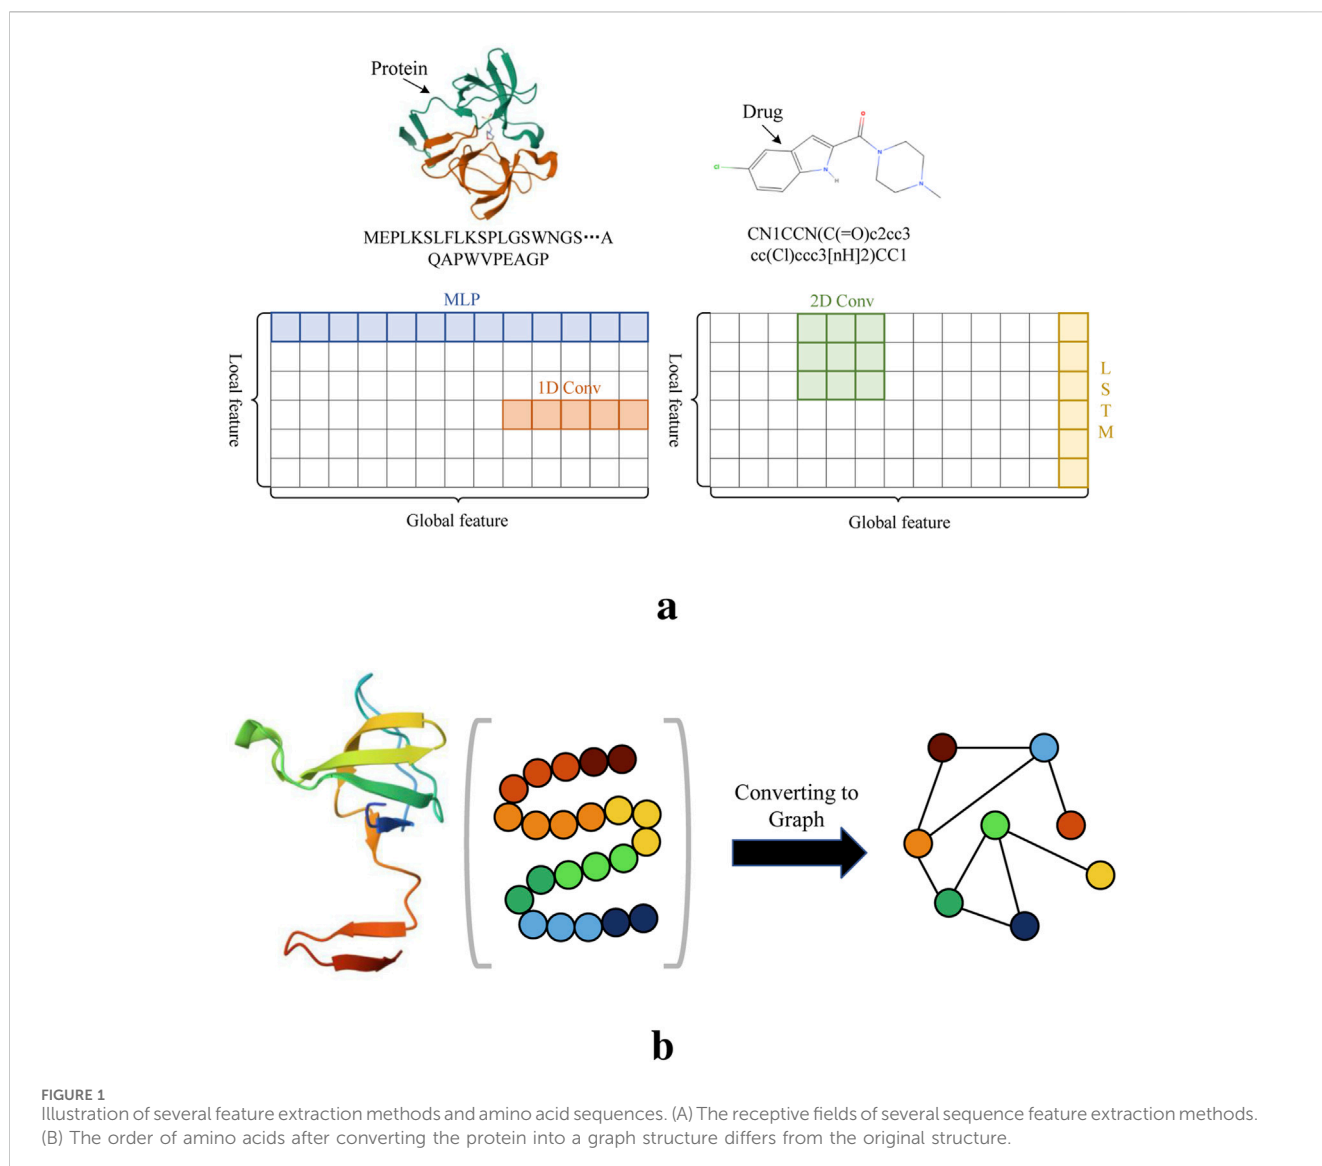 Protein
Drug
Cl
O
N
N
H
N
MEPLKSLFLKSPLGSWNGS···A
QAPWVPEAGP
CN1CCN(C(=O)c2cc3
cc(Cl)ccc3[nH]2)CC1
MLP
1D Conv
Local feature
Global feature
2D Conv
Local feature
Global feature
L
S
T
M
a
Converting to
Graph
b
FIGURE 1
Illustration of several feature extraction methods and amino acid sequences. (A) The receptive fields of several sequence feature extraction methods.
(B) The order of amino acids after converting the protein into a graph structure differs from the original structure.